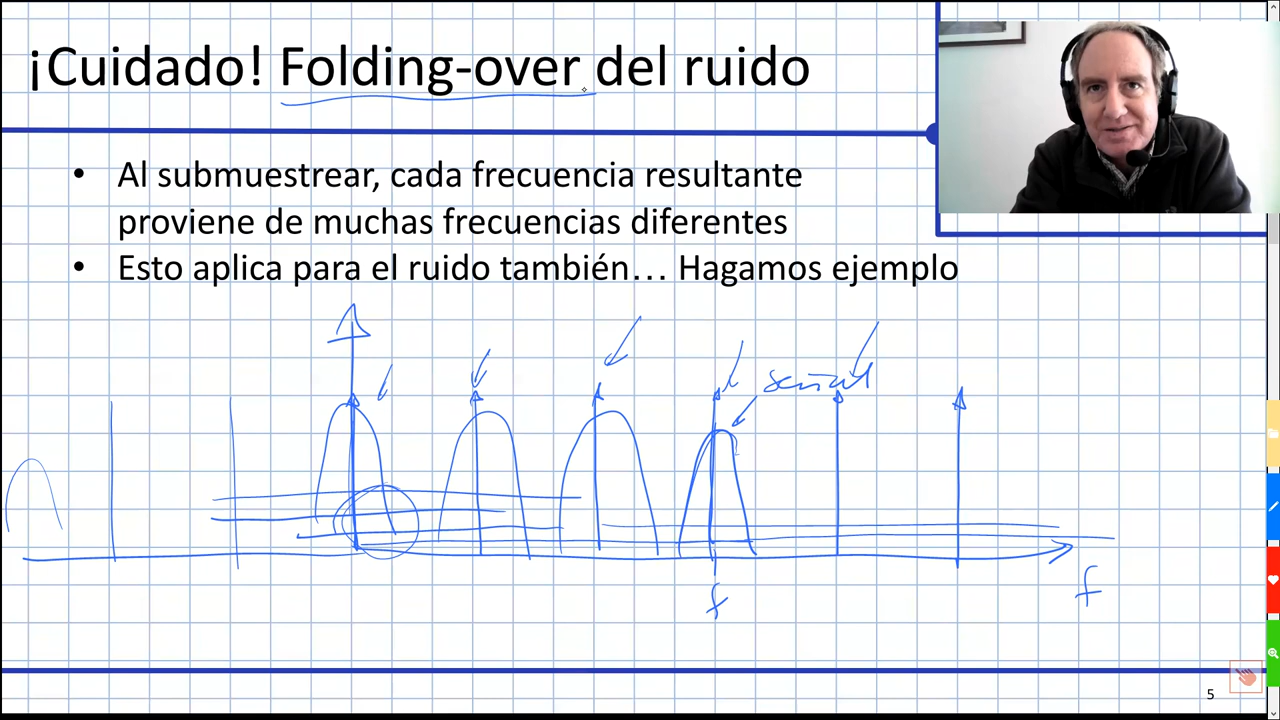 ¡Cuidado! Folding-over del ruido
• Al submuestrear, cada frecuencia resultante
proviene de muchas frecuencias diferentes
• Esto aplica para el ruido también… Hagamos ejemplo
señal
f
f
5